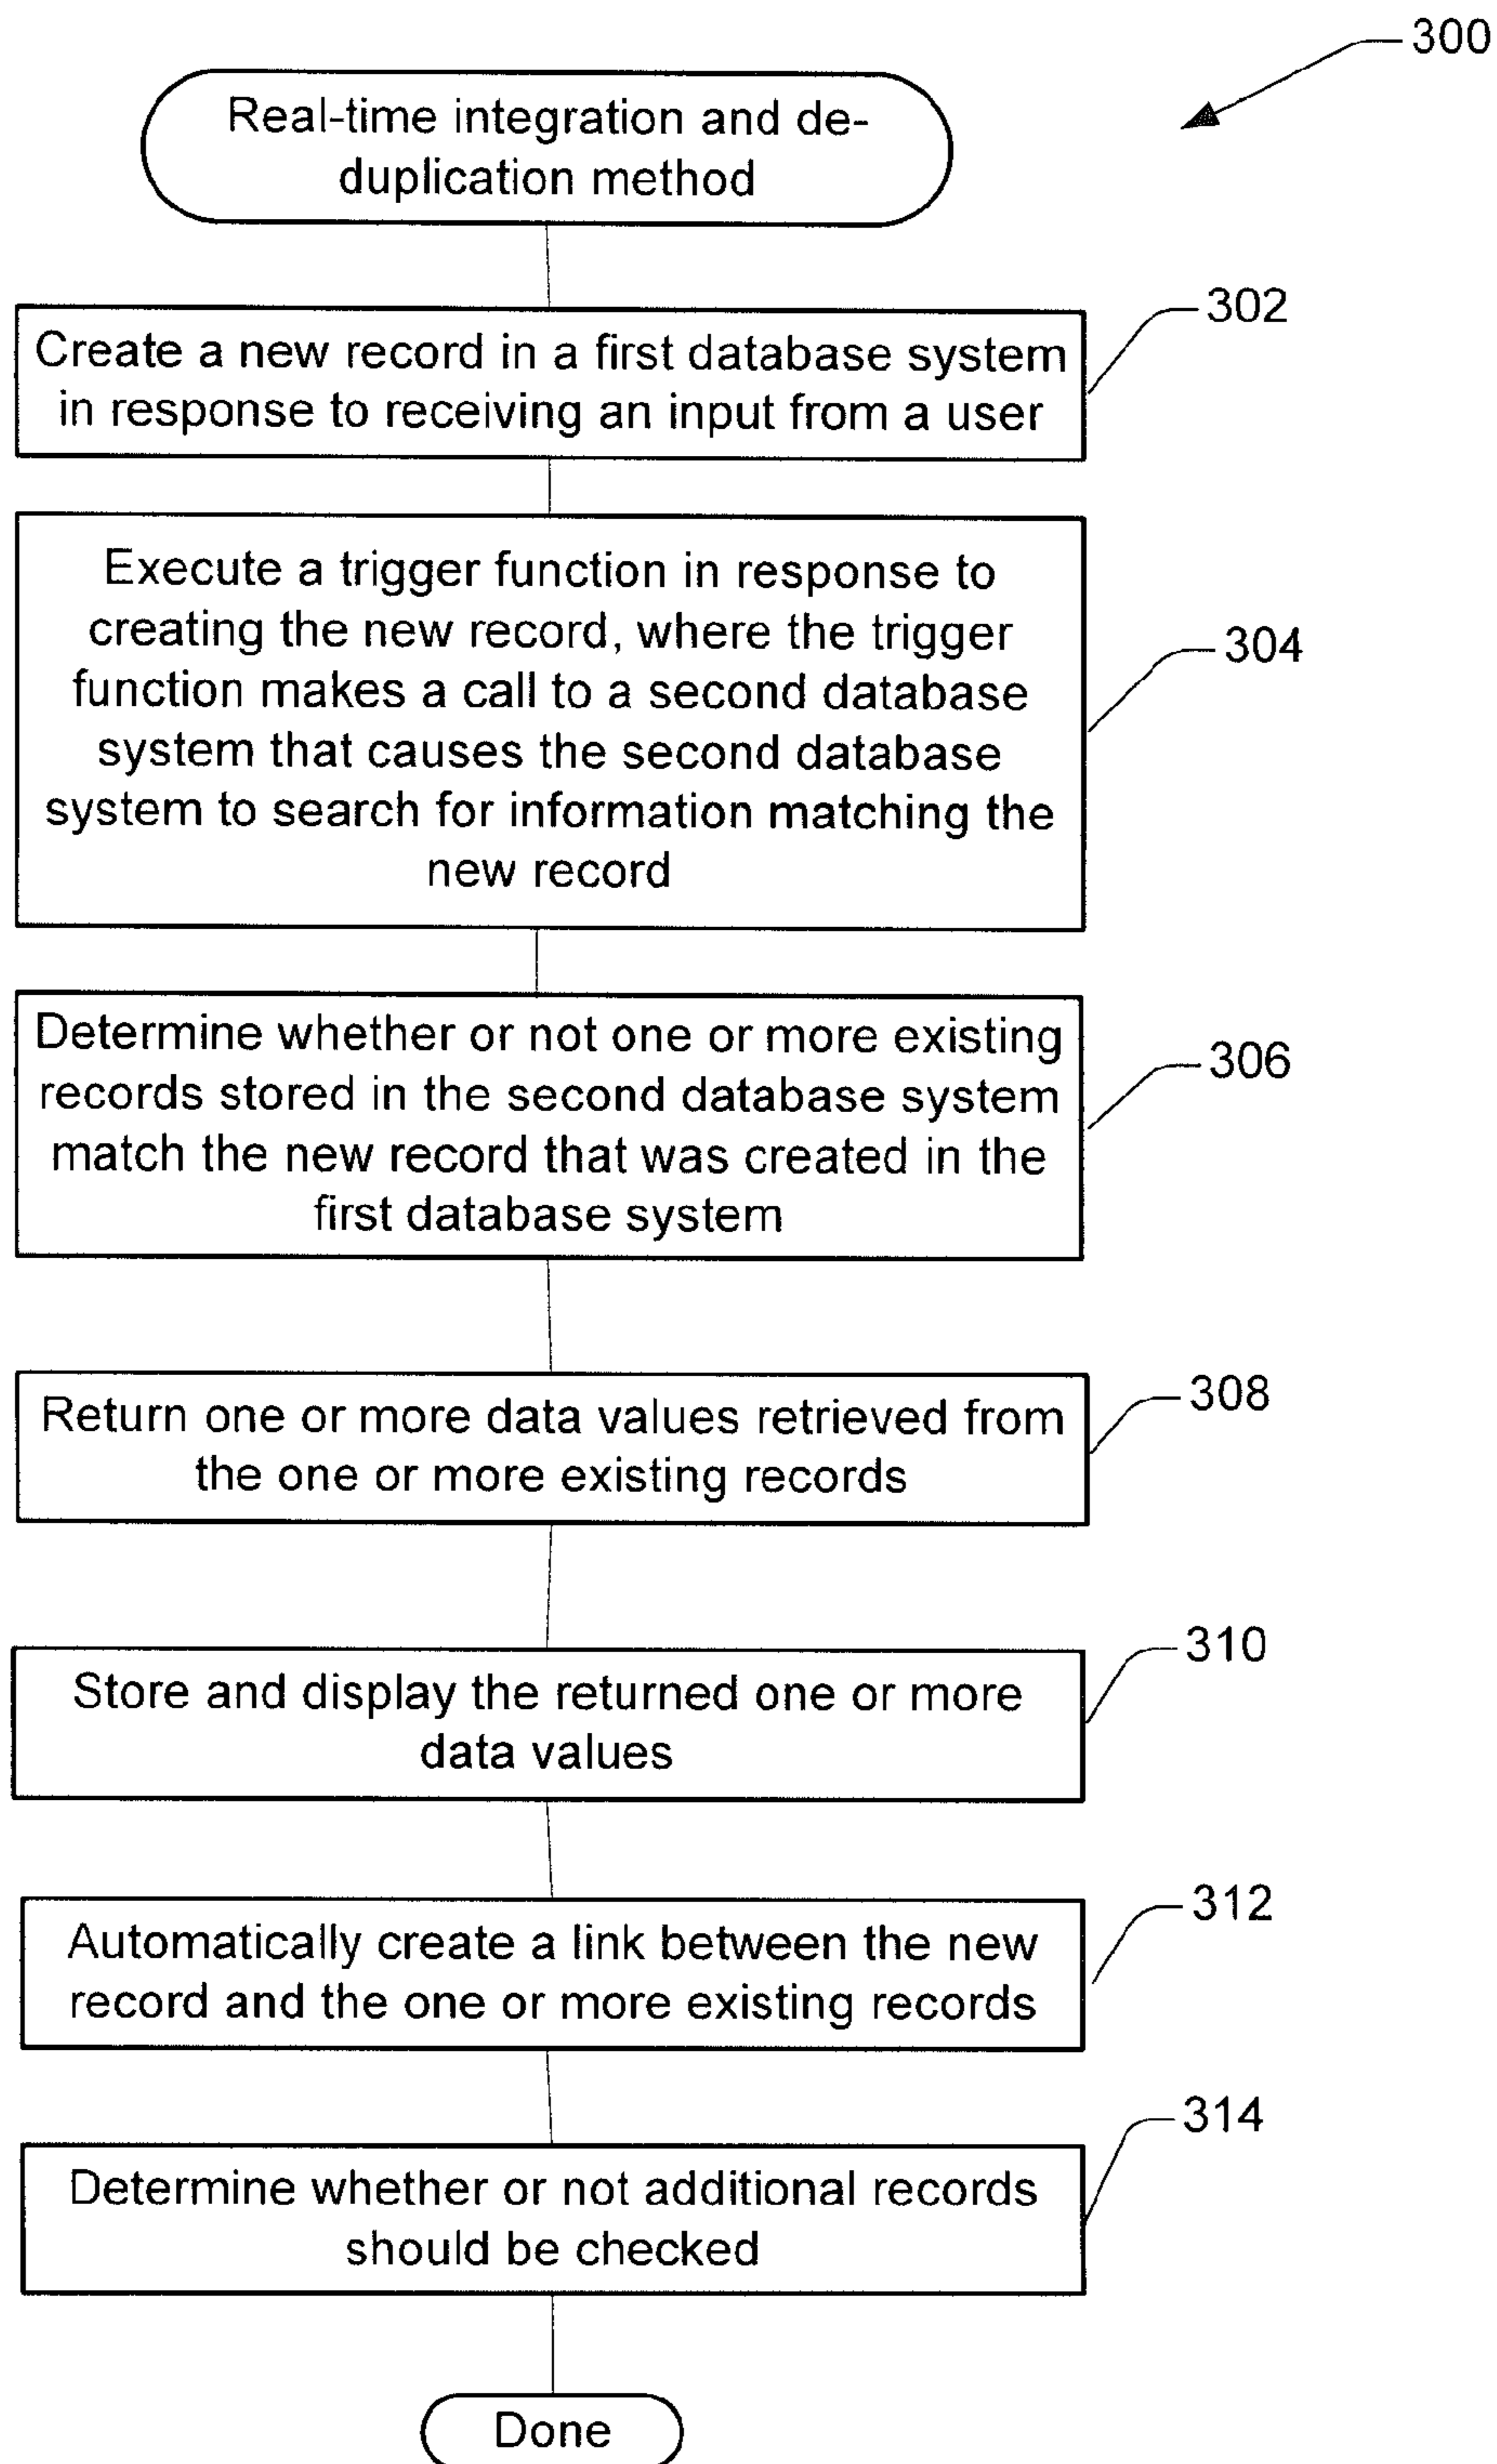 300
Real-time integration and de-
duplication method
302
Create a new record in a first database system
in response to receiving an input from a user
Execute a trigger function in response to
creating the new record, where the trigger
304
function makes a call to a second database
system that causes the second database
system to search for information matching the
new record
Determine whether or not one or more existing
306
records stored in the second database system
match the new record that was created in the
first database system
308
Return one or more data values retrieved from
the one or more existing records
310
Store and display the returned one or more
data values
312
Automatically create a link between the new
record and the one or more existing records
314
Determine whether or not additional records
should be checked
Done